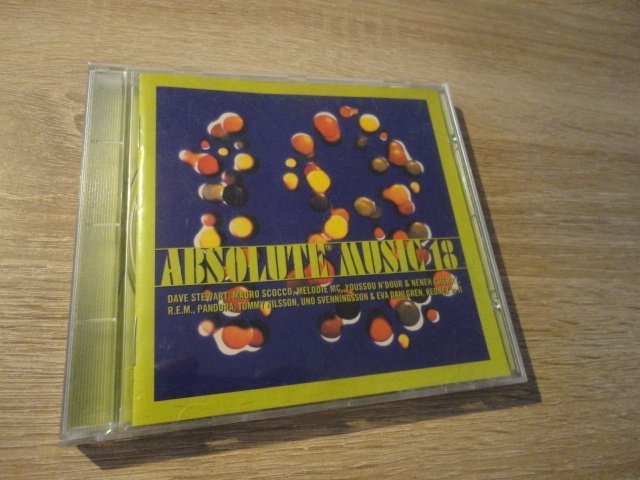 ABSOLUTE MUSIC 18
DAVE STEWART, MAURO SCOCCO, MELODIE MC, YOUSSOU N'DOUR & NENEH CHERRY
R.E.M., PANDORA, TOMMY NILSSON, UNO SVENNINGSSON & EVA DAHLGREN, REDNEX